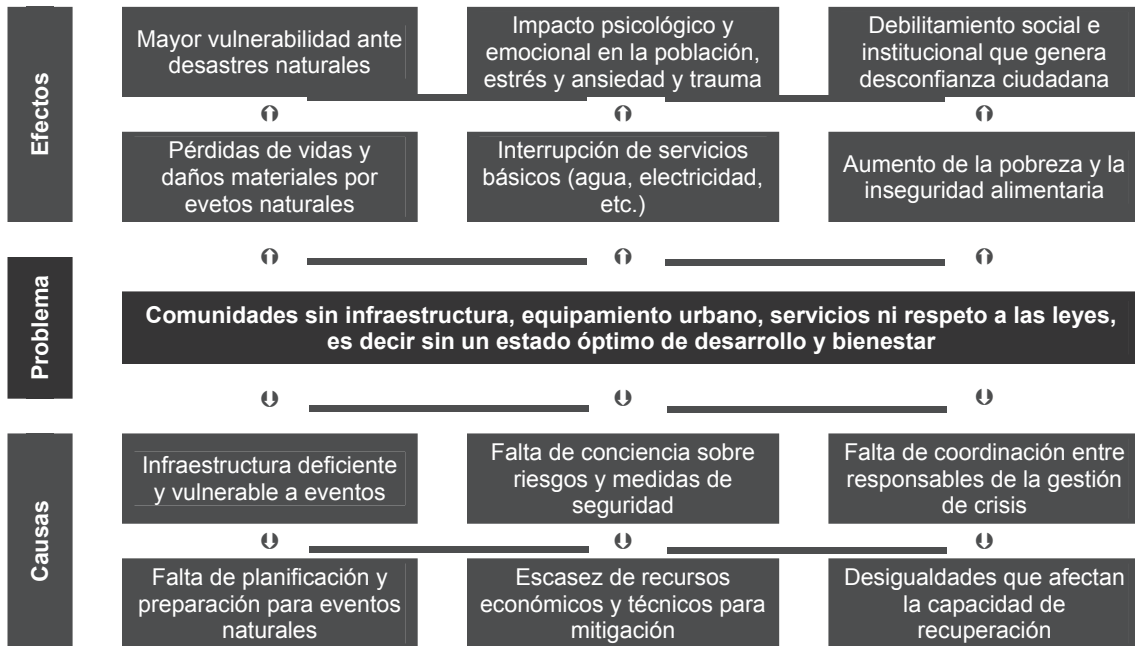 Efectos
Mayor vulnerabilidad ante
desastres naturales
Impacto psicológico y
emocional en la población,
estrés y ansiedad y trauma
Debilitamiento social e
institucional que genera
desconfianza ciudadana
Pérdidas de vidas y
daños materiales por
evetos naturales
Interrupción de servicios
básicos (agua, electricidad,
etc.)
Aumento de la pobreza y la
inseguridad alimentaria
Problema
Comunidades sin infraestructura, equipamiento urbano, servicios ni respeto a las leyes,
es decir sin un estado óptimo de desarrollo y bienestar
Causas
Infraestructura deficiente
y vulnerable a eventos
Falta de conciencia sobre
riesgos y medidas de
seguridad
Falta de coordinación entre
responsables de la gestión
de crisis
Falta de planificación y
preparación para eventos
naturales
Escasez de recursos
económicos y técnicos para
mitigación
Desigualdades que afectan
la capacidad de
recuperación